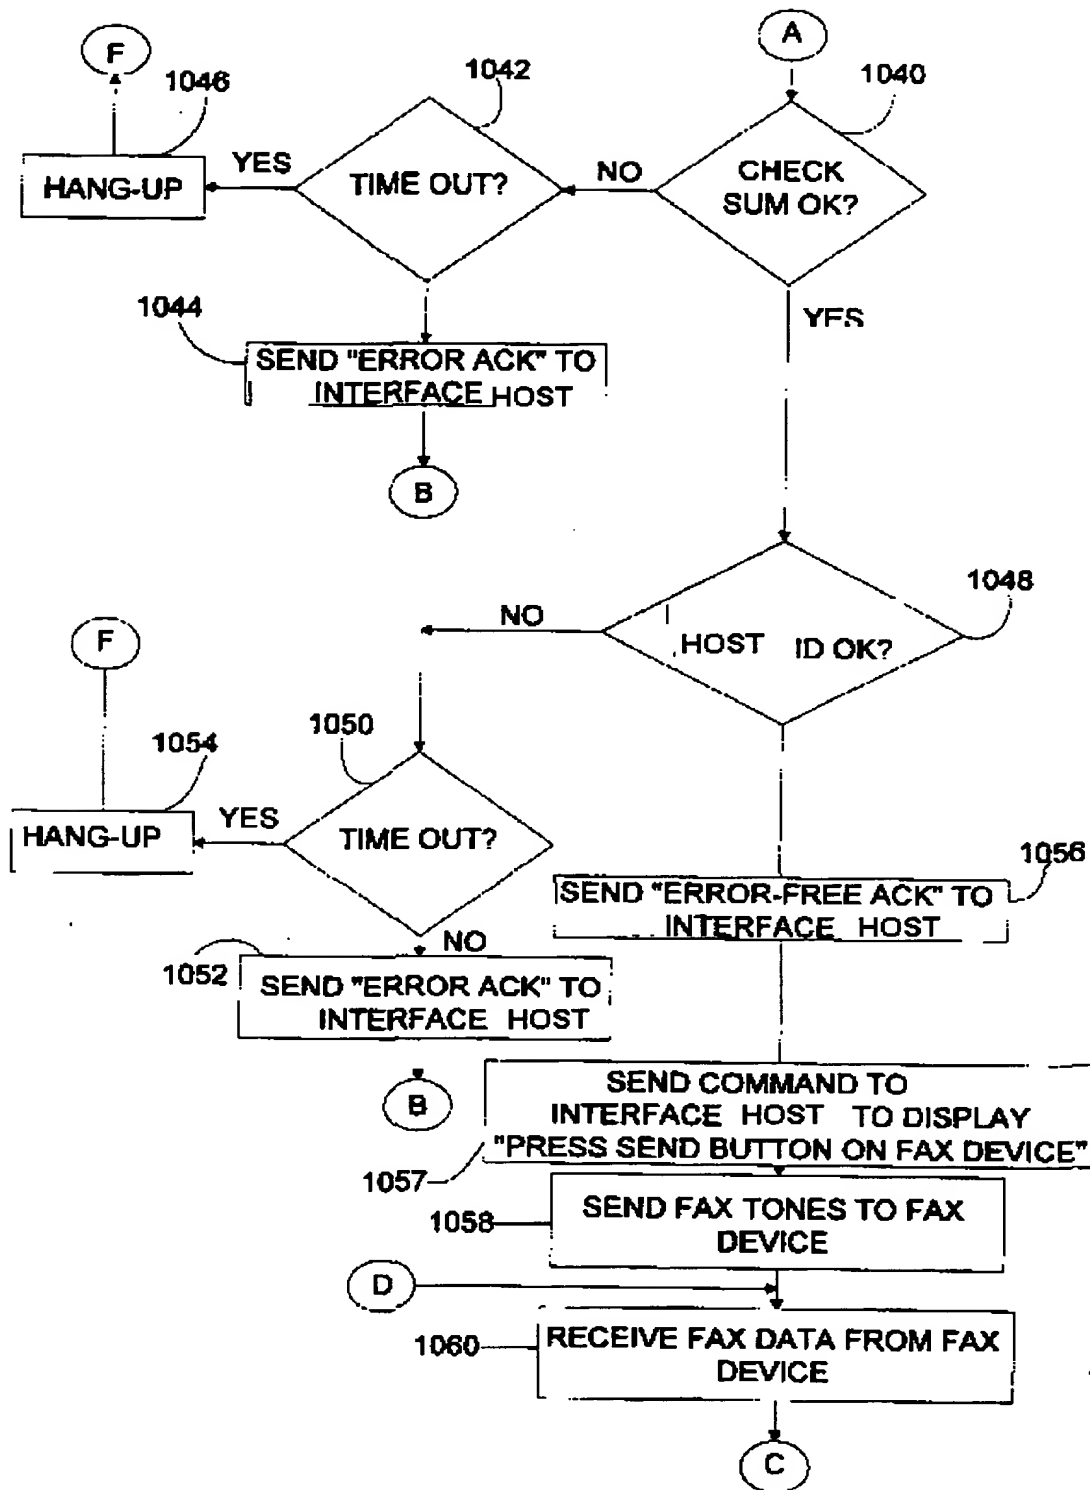 F
A
1046
1042
1040
HANG-UP
YES
TIME OUT?
NO
CHECK
SUM OK?
1044
YES
SEND "ERROR ACK" TO
INTERFACE HOST
B
1048
NO
HOST ID OK?
F
1054
1050
HANG-UP
YES
TIME OUT?
1056
SEND "ERROR-FREE ACK" TO
INTERFACE HOST
NO
1052
SEND "ERROR ACK" TO
INTERFACE HOST
B
SEND COMMAND TO
INTERFACE HOST TO DISPLAY
"PRESS SEND BUTTON ON FAX DEVICE"
1057
1058
SEND FAX TONES TO FAX
DEVICE
D
1060
RECEIVE FAX DATA FROM FAX
DEVICE
C